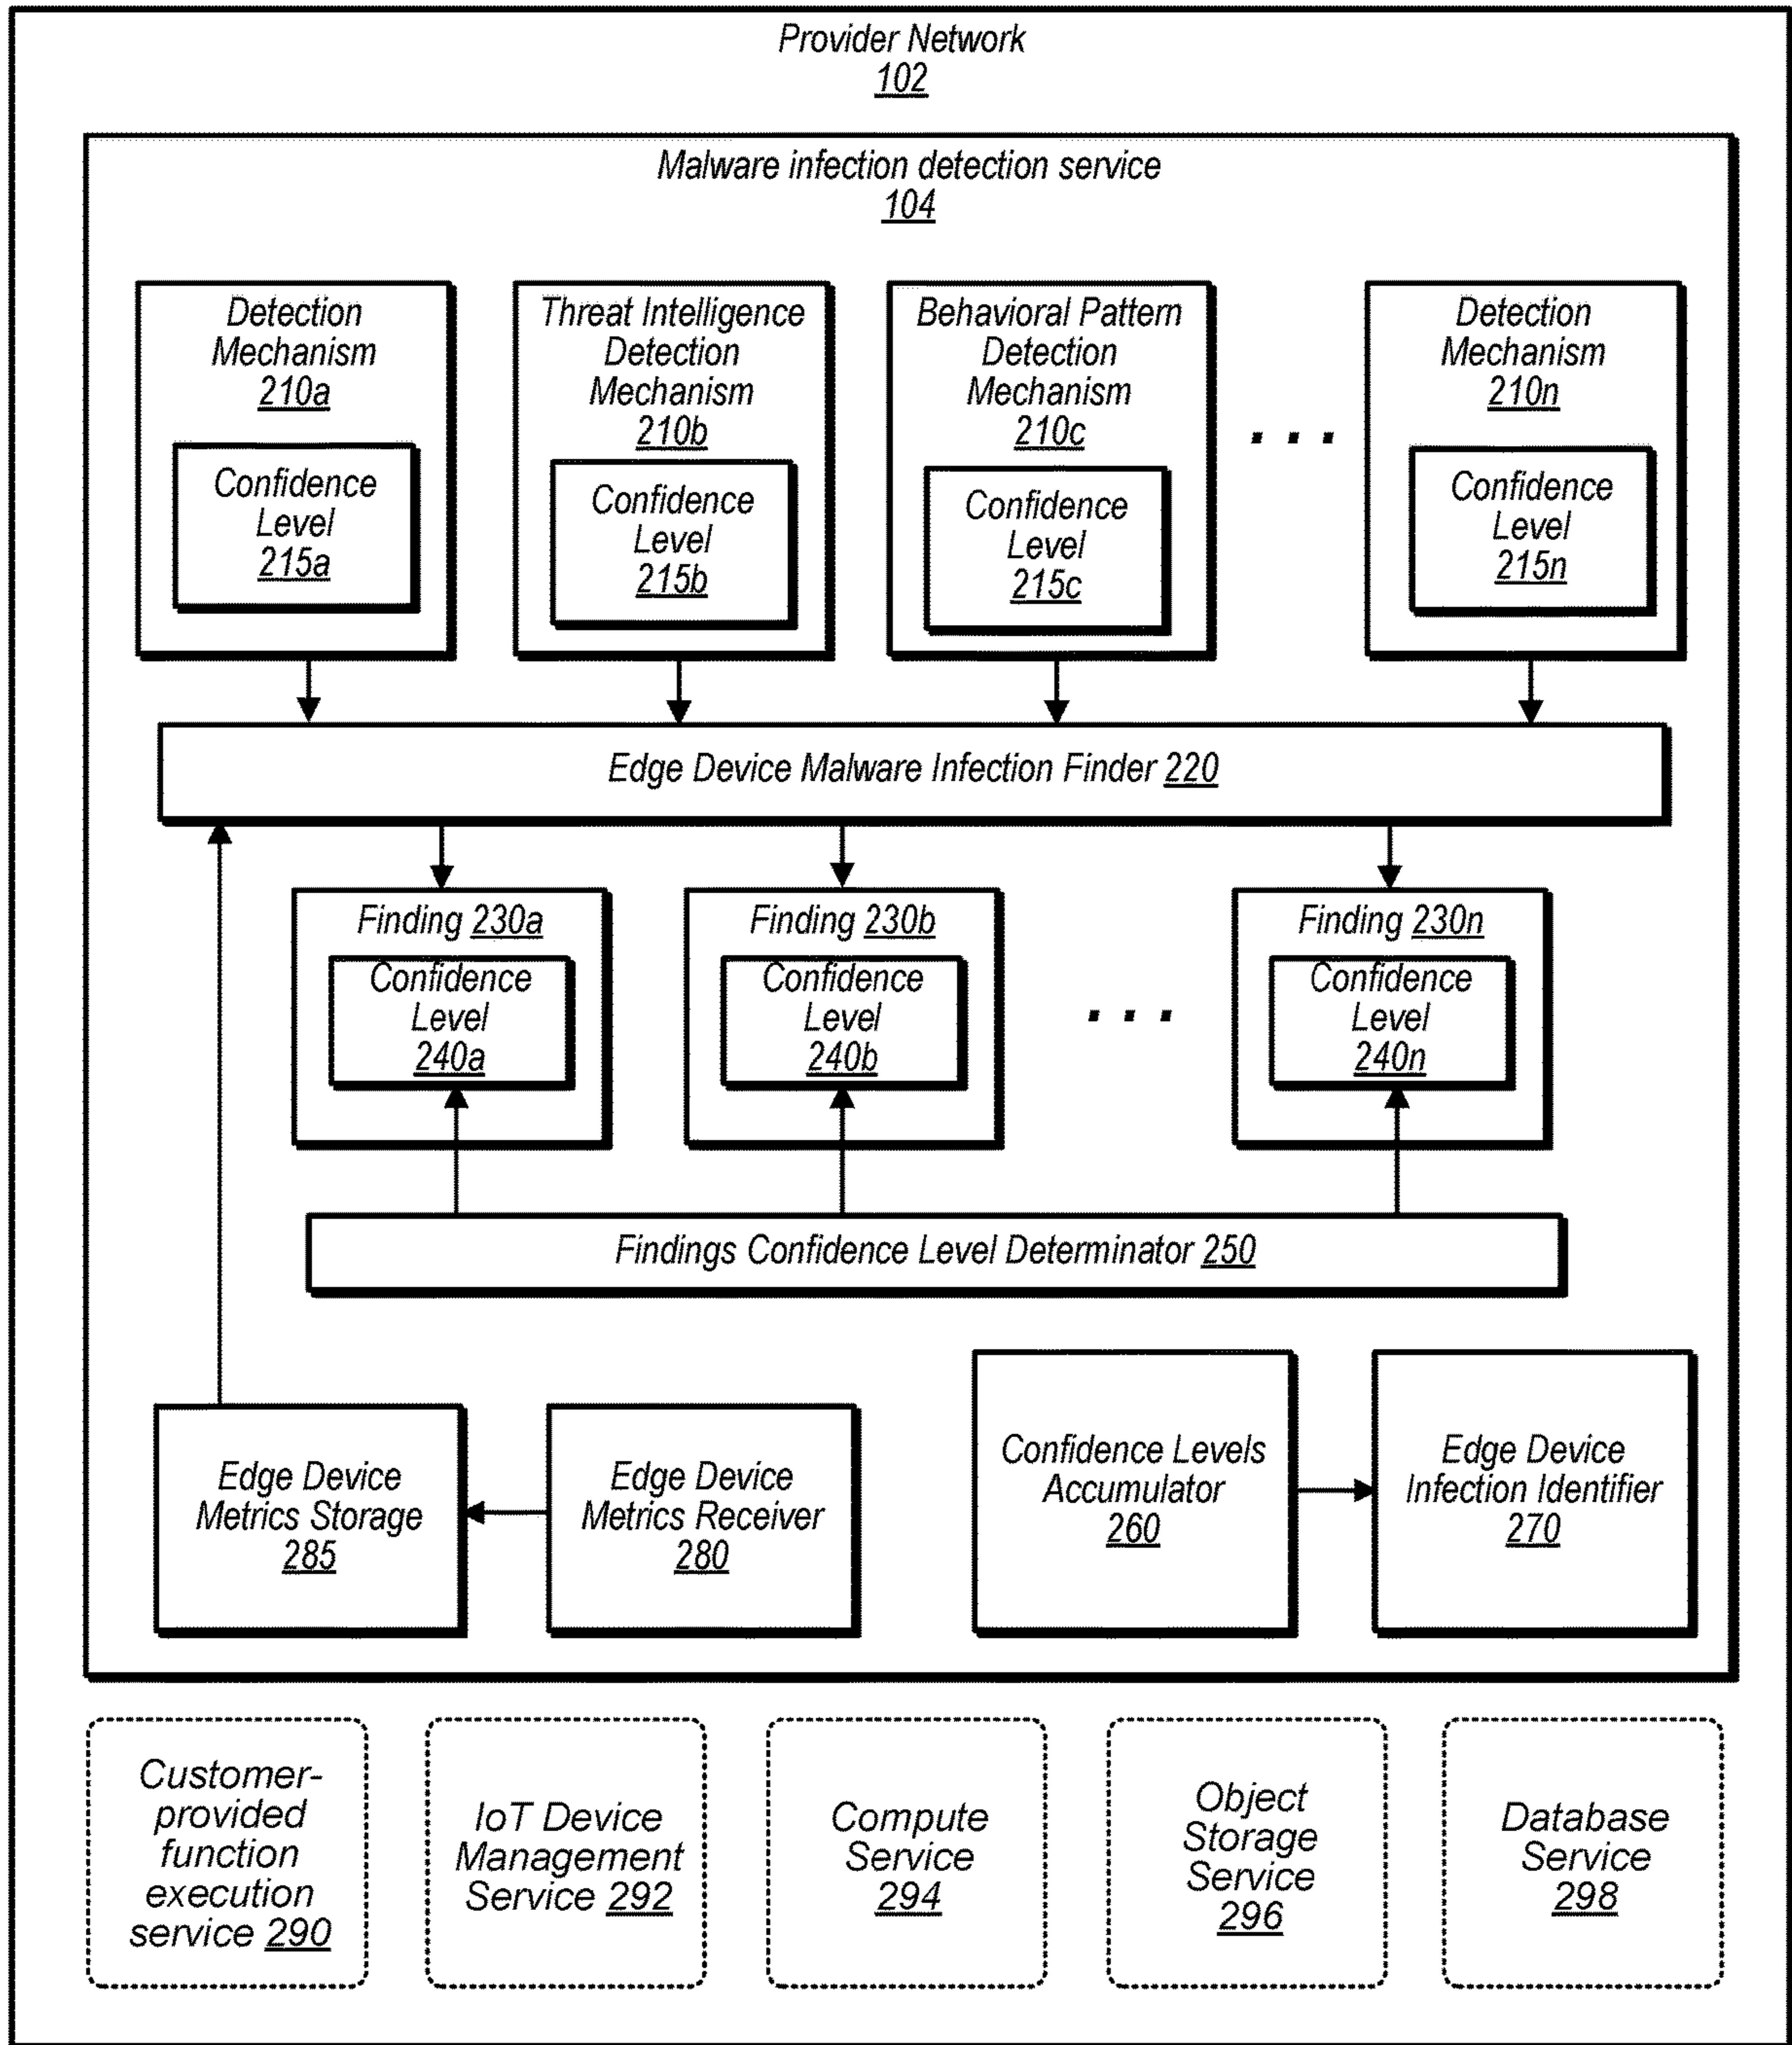 Provider Network
102
Malware infection detection service
104
Detection
Mechanism
210a
Confidence
Level
215a
Threat Intelligence
Detection
Mechanism
210b
Confidence
Level
215b
Behavioral Pattern
Detection
Mechanism
210c
Confidence
Level
215c
. . .
Detection
Mechanism
210n
Confidence
Level
215n
Edge Device Malware Infection Finder 220
Finding 230a
Confidence
Level
240a
Finding 230b
Confidence
Level
240b
. . .
Finding 230n
Confidence
Level
240n
Findings Confidence Level Determinator 250
Edge Device
Metrics Storage
285
Edge Device
Metrics Receiver
280
Confidence Levels
Accumulator
260
Edge Device
Infection Identifier
270
Customer-
provided
function
execution
service 290
IoT Device
Management
Service 292
Compute
Service
294
Object
Storage
Service
296
Database
Service
298